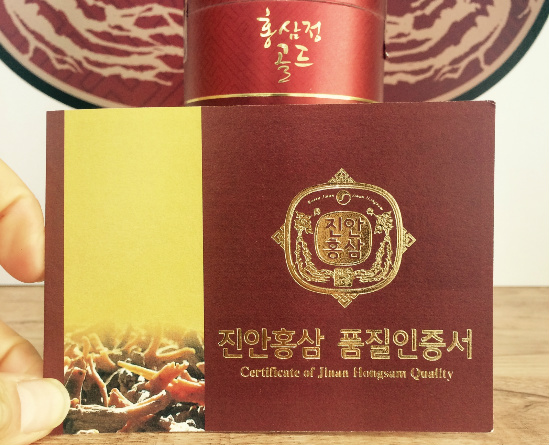 홍삼정
골드
진안
홍삼
진안홍삼 품질인증서
Certificate of Jinan Hongsam Quality